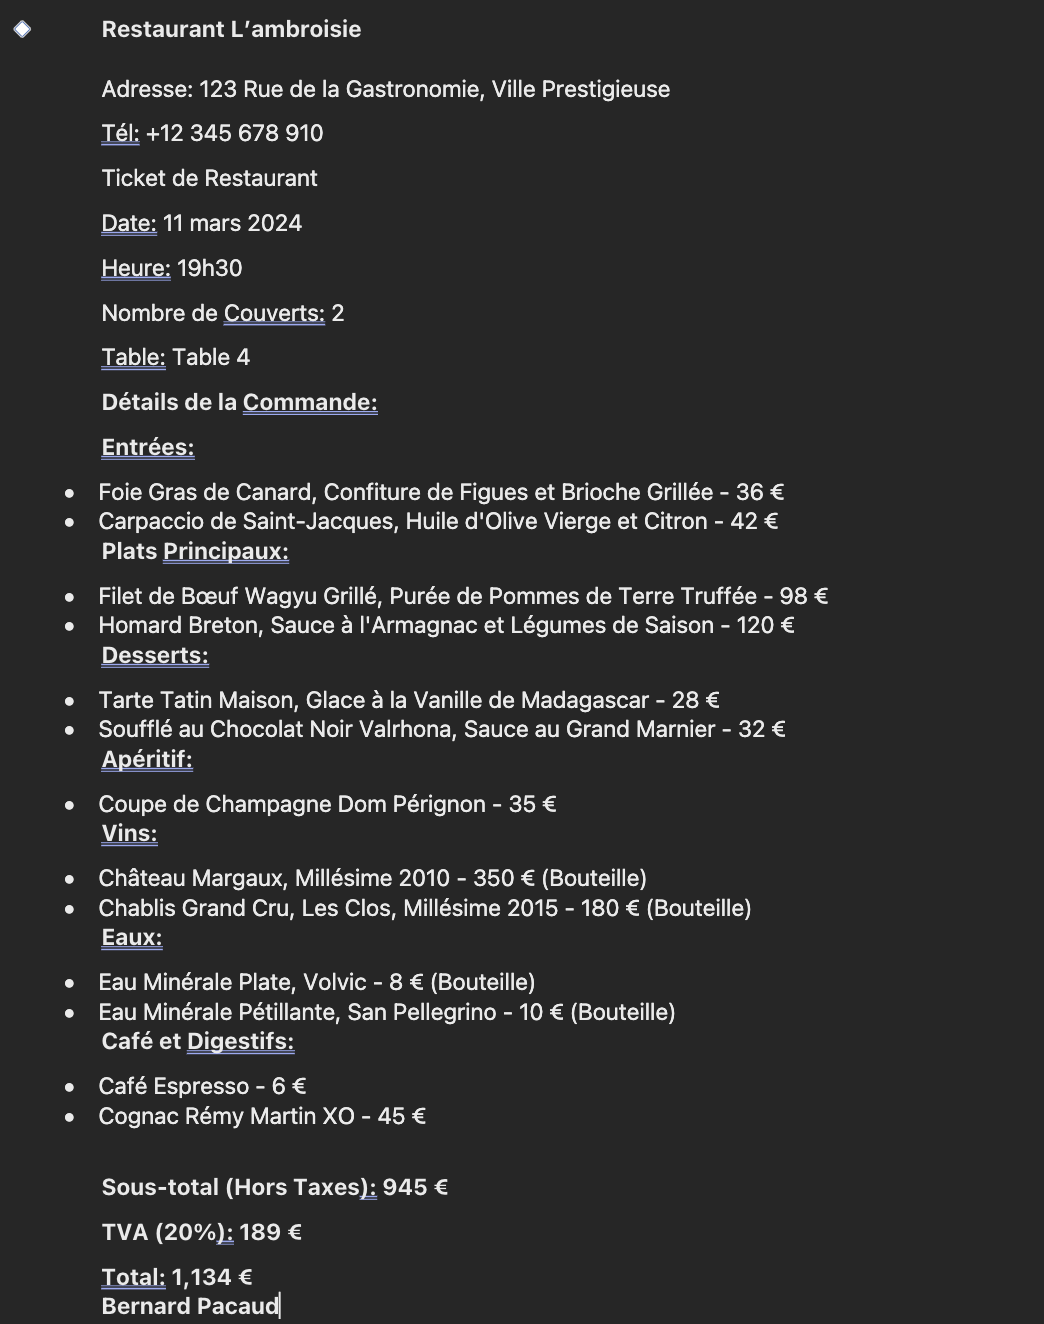 Restaurant L’ambroisie
Adresse: 123 Rue de la Gastronomie, Ville Prestigieuse
Tél: +12 345 678 910
Ticket de Restaurant
Date: 11 mars 2024
Heure: 19h30
Nombre de Couverts: 2
Table: Table 4
Détails de la Commande:
Entrées:
• Foie Gras de Canard, Confiture de Figues et Brioche Grillée - 36 €
• Carpaccio de Saint-Jacques, Huile d'Olive Vierge et Citron - 42 €
Plats Principaux:
• Filet de Bœuf Wagyu Grillé, Purée de Pommes de Terre Truffée - 98 €
• Homard Breton, Sauce à l'Armagnac et Légumes de Saison - 120 €
Desserts:
• Tarte Tatin Maison, Glace à la Vanille de Madagascar - 28 €
• Soufflé au Chocolat Noir Valrhona, Sauce au Grand Marnier - 32 €
Apéritif:
• Coupe de Champagne Dom Pérignon - 35 €
Vins:
• Château Margaux, Millésime 2010 - 350 € (Bouteille)
• Chablis Grand Cru, Les Clos, Millésime 2015 - 180 € (Bouteille)
Eaux:
• Eau Minérale Plate, Volvic - 8 € (Bouteille)
• Eau Minérale Pétillante, San Pellegrino - 10 € (Bouteille)
Café et Digestifs:
• Café Espresso - 6 €
• Cognac Rémy Martin XO - 45 €
Sous-total (Hors Taxes): 945 €
TVA (20%): 189 €
Total: 1,134 €
Bernard Pacaud